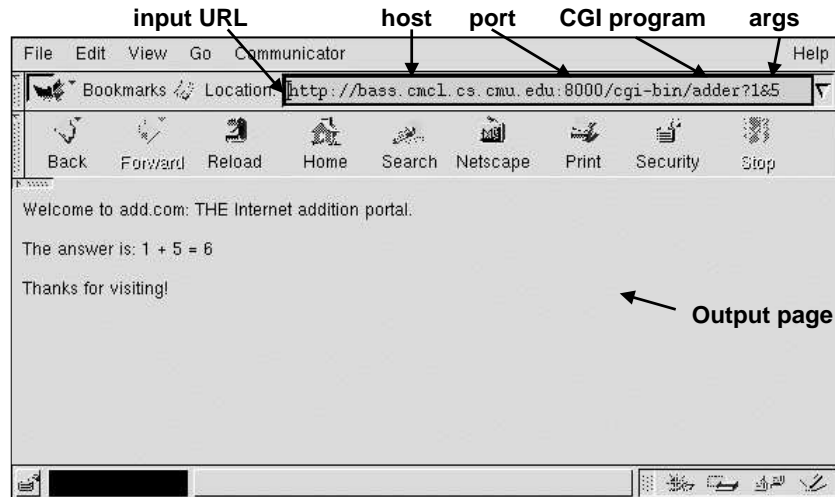 input URL host port CGI program args
File Edit View Go Communicator Help
Bookmarks Location: http://bass.cmcl.cs.cmu.edu:8000/cgi-bin/adder?1&5
Back Forward Reload Home Search Netscape Print Security Stop
Welcome to add.com: THE Internet addition portal.
The answer is: 1 + 5 = 6
Thanks for visiting!
Output page